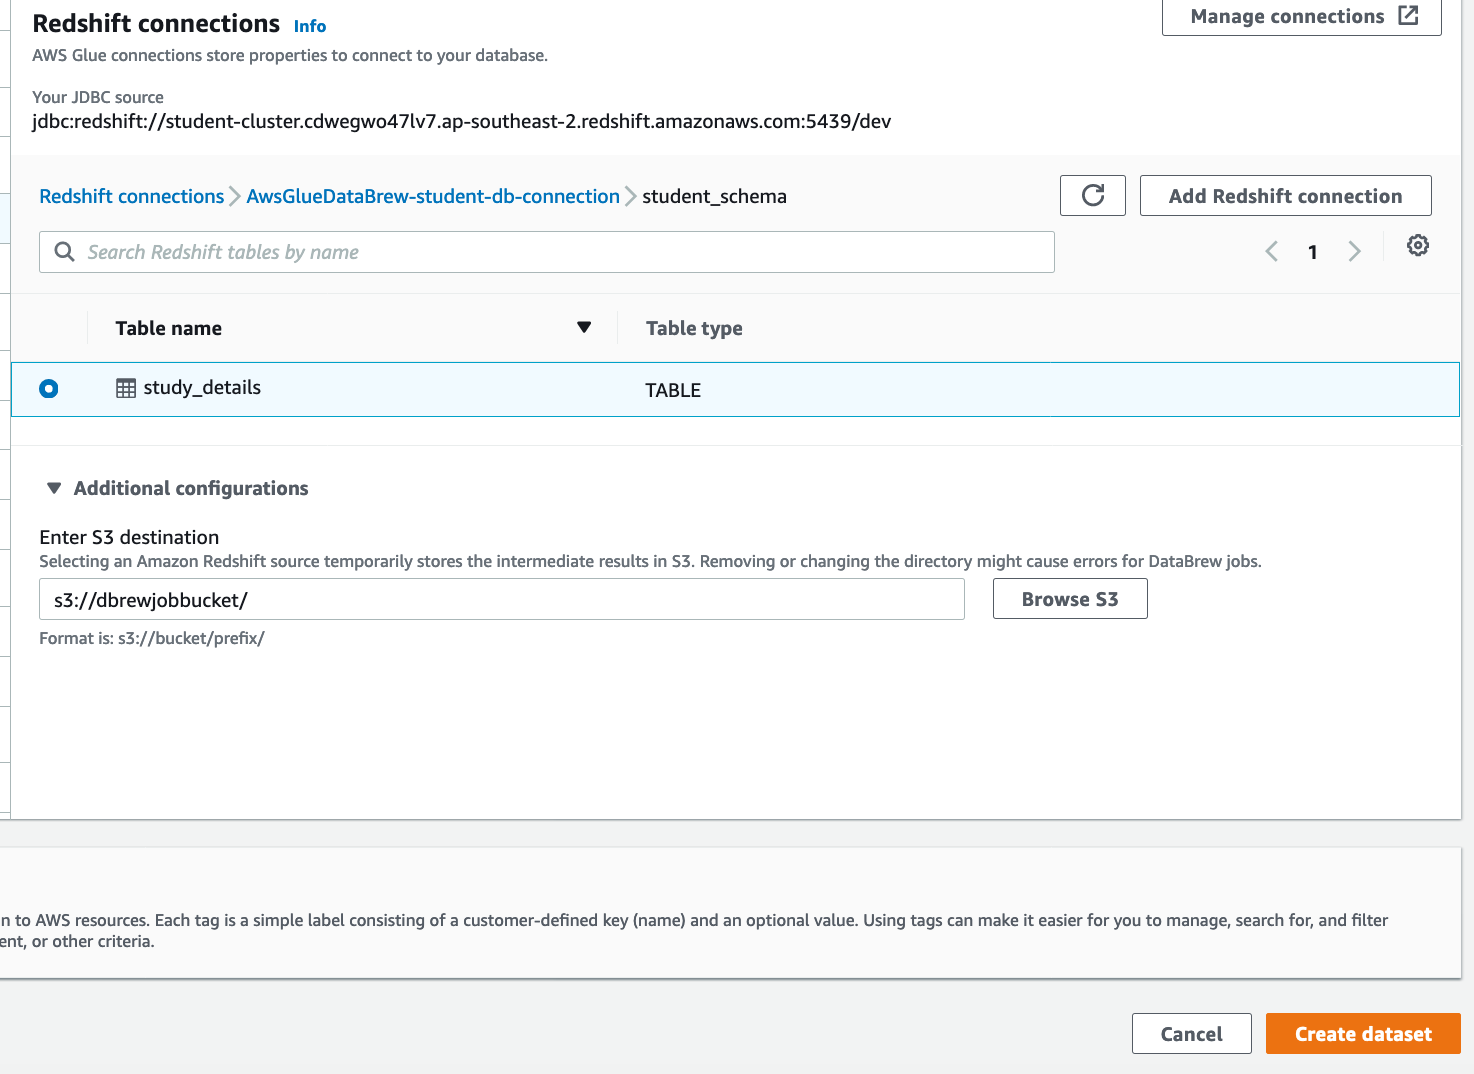 Redshift connections Info
Manage connections
AWS Glue connections store properties to connect to your database.
Your JDBC source
jdbc:redshift://student-cluster.cdwegwo47lv7.ap-southeast-2.redshift.amazonaws.com:5439/dev
Redshift connections AwsGlueDataBrew-student-db-connection student_schema
Add Redshift connection
Search Redshift tables by name
1
Table name Table type
study_details TABLE
Additional configurations
Enter S3 destination
Selecting an Amazon Redshift source temporarily stores the intermediate results in S3. Removing or changing the directory might cause errors for DataBrew jobs.
s3://dbrewjobbucket/
Browse S3
Format is: s3://bucket/prefix/
n to AWS resources. Each tag is a simple label consisting of a customer-defined key (name) and an optional value. Using tags can make it easier for you to manage, search for, and filter
ent, or other criteria.
Cancel Create dataset